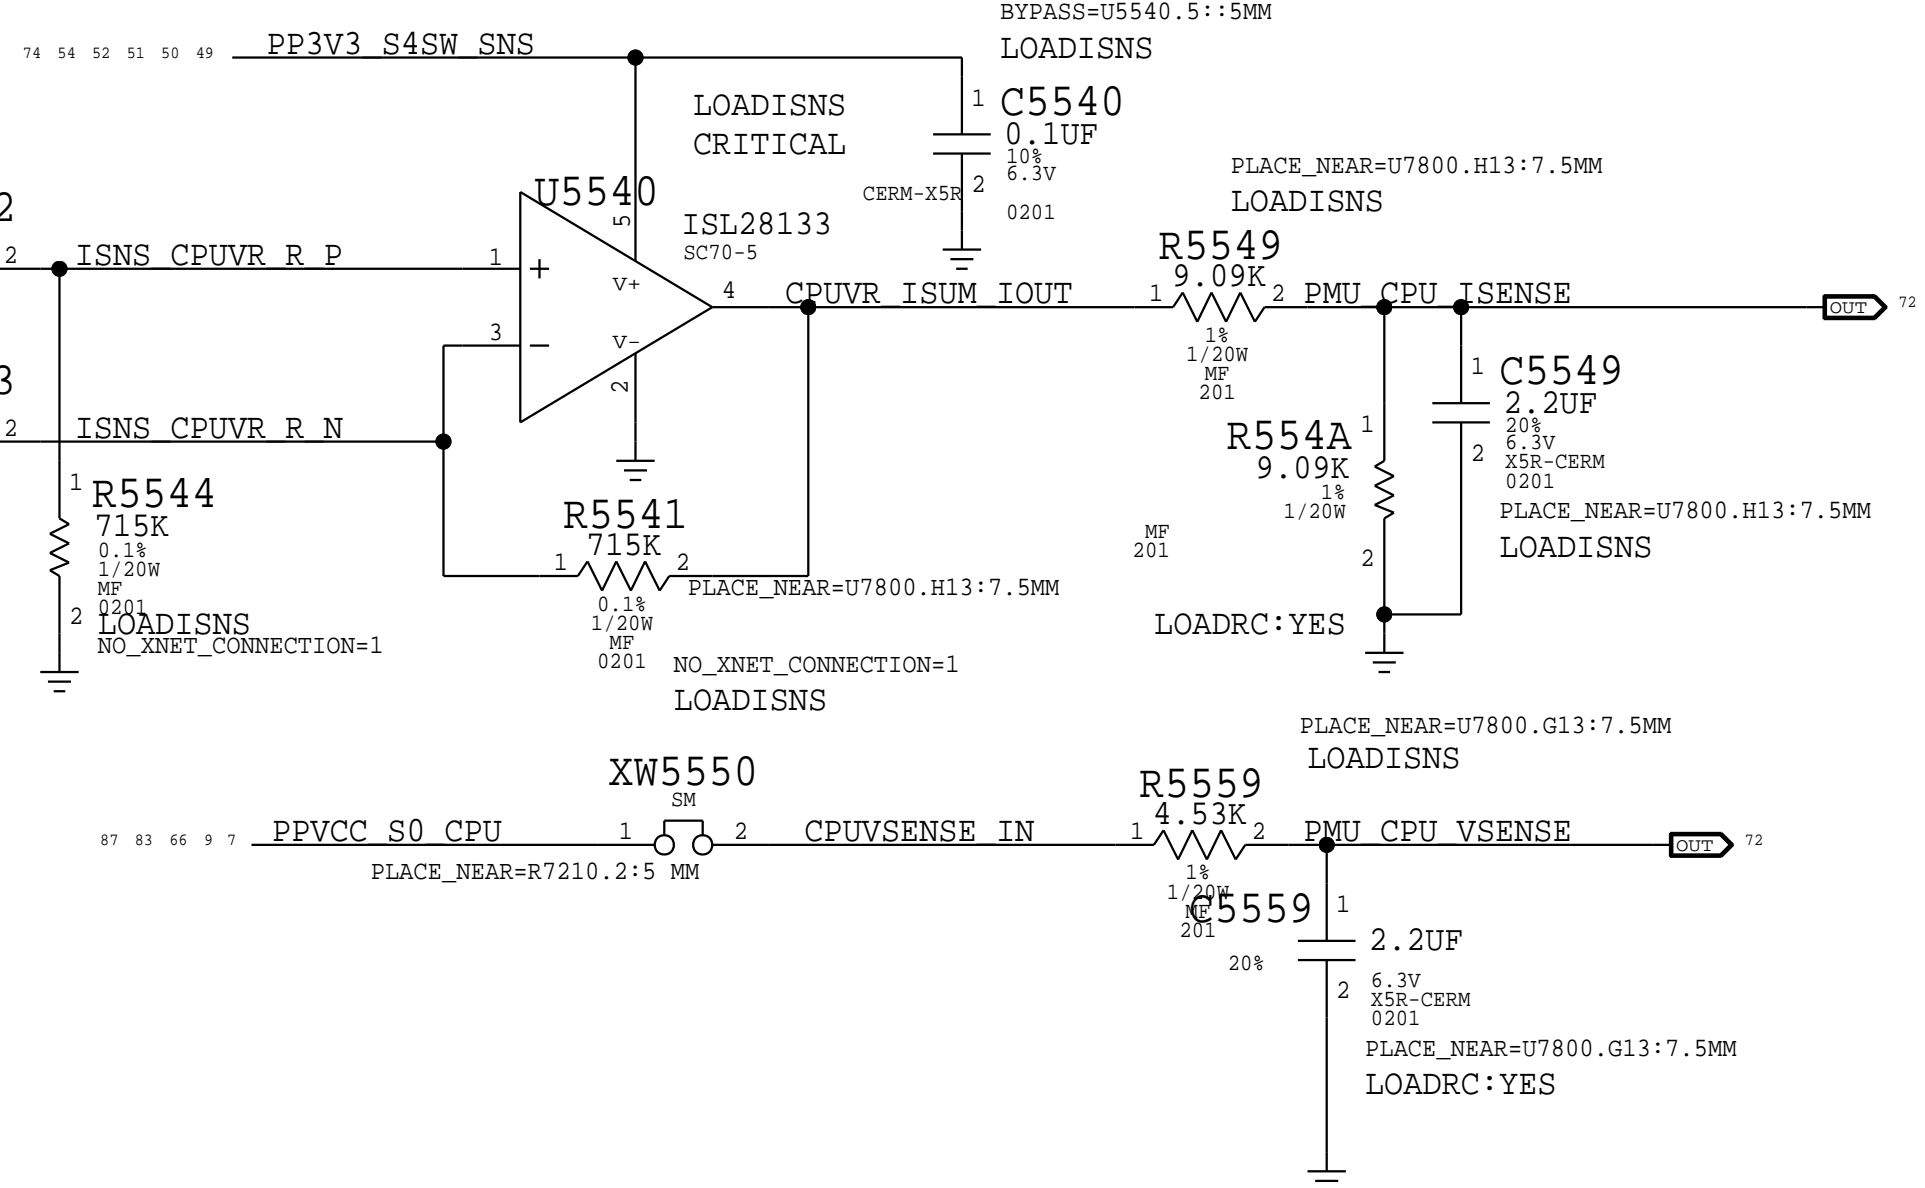 BYPASS=U5540.5::5MM
LOADISNS
74 54 52 51 50 49
PP3V3_S4SW_SNS
LOADISNS
CRITICAL
1
C5540
0.1UF
10%
6.3V
CERM-X5R
2
0201
PLACE_NEAR=U7800.H13:7.5MM
LOADISNS
U5540
5
ISL28133
SC70-5
2
2
ISNS_CPUVR_R_P
1
+
V+
4
CPUVR_ISUM_IOUT
R5549
9.09K
1
2
1%
1/20W
MF
201
PMU_CPU_ISENSE
OUT
72
3
−
V−
2
3
2
ISNS_CPUVR_R_N
1
C5549
2.2UF
20%
6.3V
X5R-CERM
0201
2
PLACE_NEAR=U7800.H13:7.5MM
LOADISNS
R554A
1
9.09K
1%
1/20W
MF
201
2
LOADRC:YES
1
R5544
715K
0.1%
1/20W
MF
0201
2
LOADISNS
NO_XNET_CONNECTION=1
R5541
715K
1
2
PLACE_NEAR=U7800.H13:7.5MM
0.1%
1/20W
MF
0201
NO_XNET_CONNECTION=1
LOADISNS
PLACE_NEAR=U7800.G13:7.5MM
LOADISNS
XW5550
SM
87 83 66 9 7
PPVCC_S0_CPU
1
2
PLACE_NEAR=R7210.2:5 MM
CPUVSENSE_IN
R5559
4.53K
1
2
1%
1/20W
MF
201
PMU_CPU_VSENSE
OUT
72
C5559
1
2.2UF
20%
2
6.3V
X5R-CERM
0201
PLACE_NEAR=U7800.G13:7.5MM
LOADRC:YES